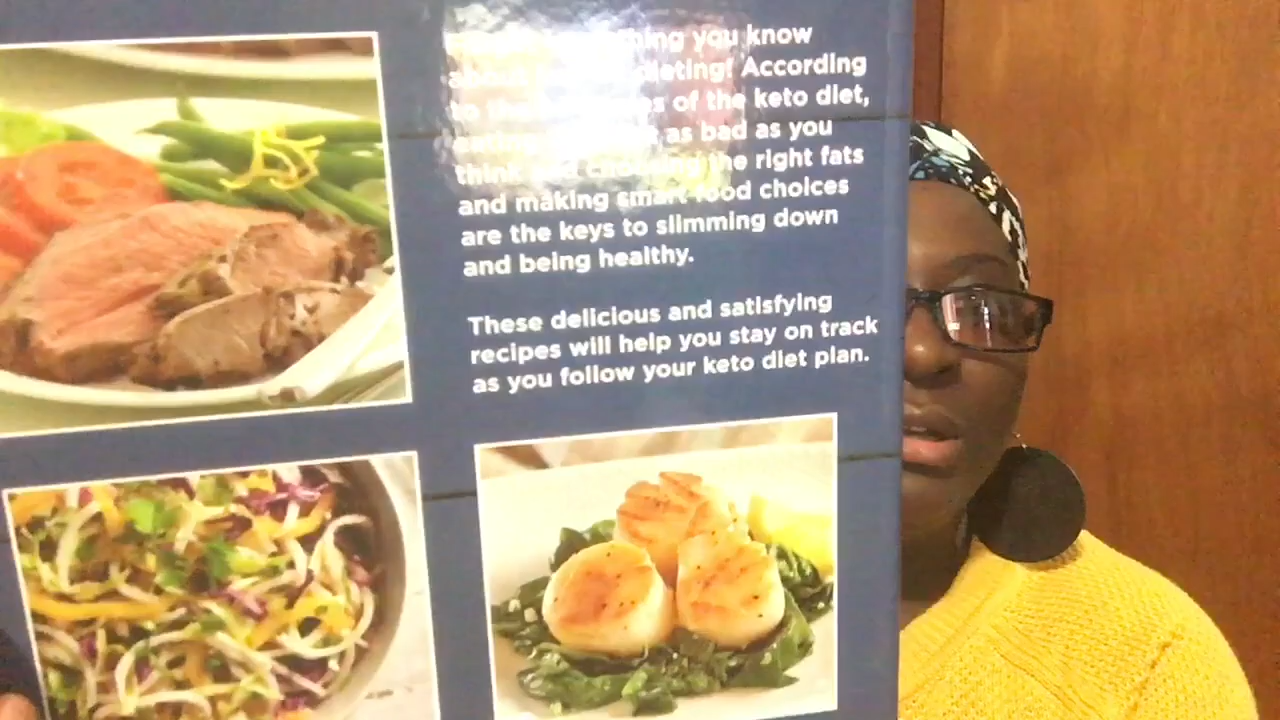 you know
dieting! According
of the keto diet,
as bad as you
think the right fats
and making smart food choices
are the keys to slimming down
and being healthy.
These delicious and satisfying
recipes will help you stay on track
as you follow your keto diet plan.